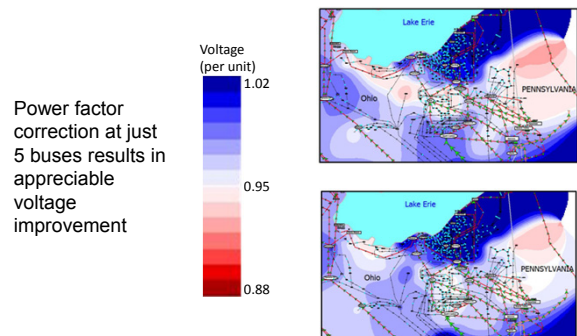 Power factor
correction at just
5 buses results in
appreciable
voltage
improvement
Voltage
(per unit)
1.02
0.95
0.88
Lake Erie
Ohio
PENNSYLVANIA
Lake Erie
Ohio
PENNSYLVANIA